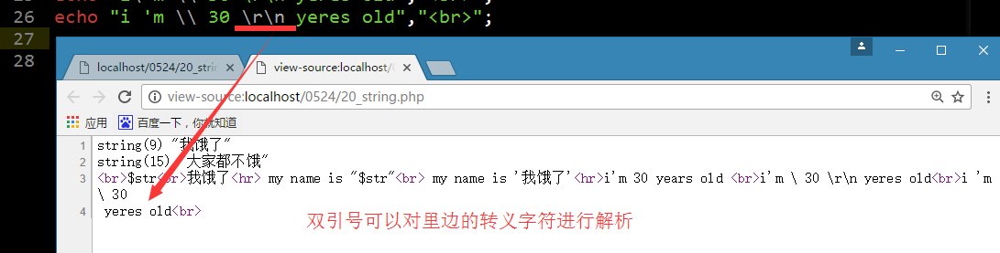 26 echo "i 'm \\ 30 \r\n yeres old","<br>";
27
28
localhost/0524/20_stri
view-source:localhost/
view-source:localhost/0524/20_string.php
应用 百度一下，你就知道
1 string(9) "我饿了"
2 string(15) "大家都不饿"
3 <br>$str<br>我饿了<hr> my name is "$str"<br> my name is '我饿了'<hr>i'm 30 years old <br>i'm \ 30 \r\n yeres old<br>i 'm
\ 30
4 yeres old<br>
双引号可以对里边的转义字符进行解析